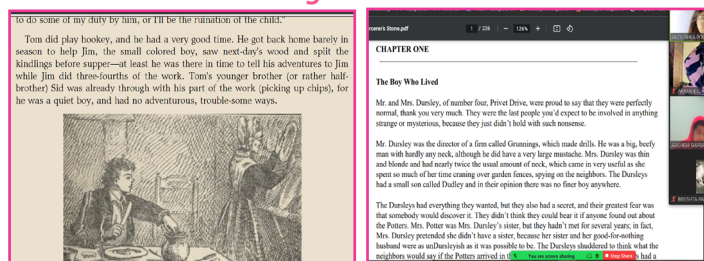 to do some of my duty by him, or I'll be the ruination of the child."
Tom did play hookey, and he had a very good time. He got back home barely in
season to help Jim, the small colored boy, saw next-day's wood and split the
kindlings before supper—at least he was there in time to tell his adventures to Jim
while Jim did three-fourths of the work. Tom's younger brother (or rather half-
brother) Sid was already through with his part of the work (picking up chips), for
he was a quiet boy, and had no adventurous, trouble-some ways.
rcerer's Stone.pdf
1 / 226 — 126% +
CHAPTER ONE
The Boy Who Lived
Mr. and Mrs. Dursley, of number four, Privet Drive, were proud to say that they were perfectly
normal, thank you very much. They were the last people you'd expect to be involved in anything
strange or mysterious, because they just didn't hold with such nonsense.
Mr. Dursley was the director of a firm called Grunnings, which made drills. He was a big, beefy
man with hardly any neck, although he did have a very large mustache. Mrs. Dursley was thin
and blonde and had nearly twice the usual amount of neck, which came in very useful as she
spent so much of her time craning over garden fences, spying on the neighbors. The Dursleys
had a small son called Dudley and in their opinion there was no finer boy anywhere.
The Dursleys had everything they wanted, but they also had a secret, and their greatest fear was
that somebody would discover it. They didn't think they could bear it if anyone found out about
the Potters. Mrs. Potter was Mrs. Dursley's sister, but they hadn't met for several years; in fact,
Mrs. Dursley pretended she didn't have a sister, because her sister and her good-for-nothing
husband were as unDursleyish as it was possible to be. The Dursleys shuddered to think what the
neighbors would say if the Potters arrived in
You are screen sharing
Stop Share
s had a